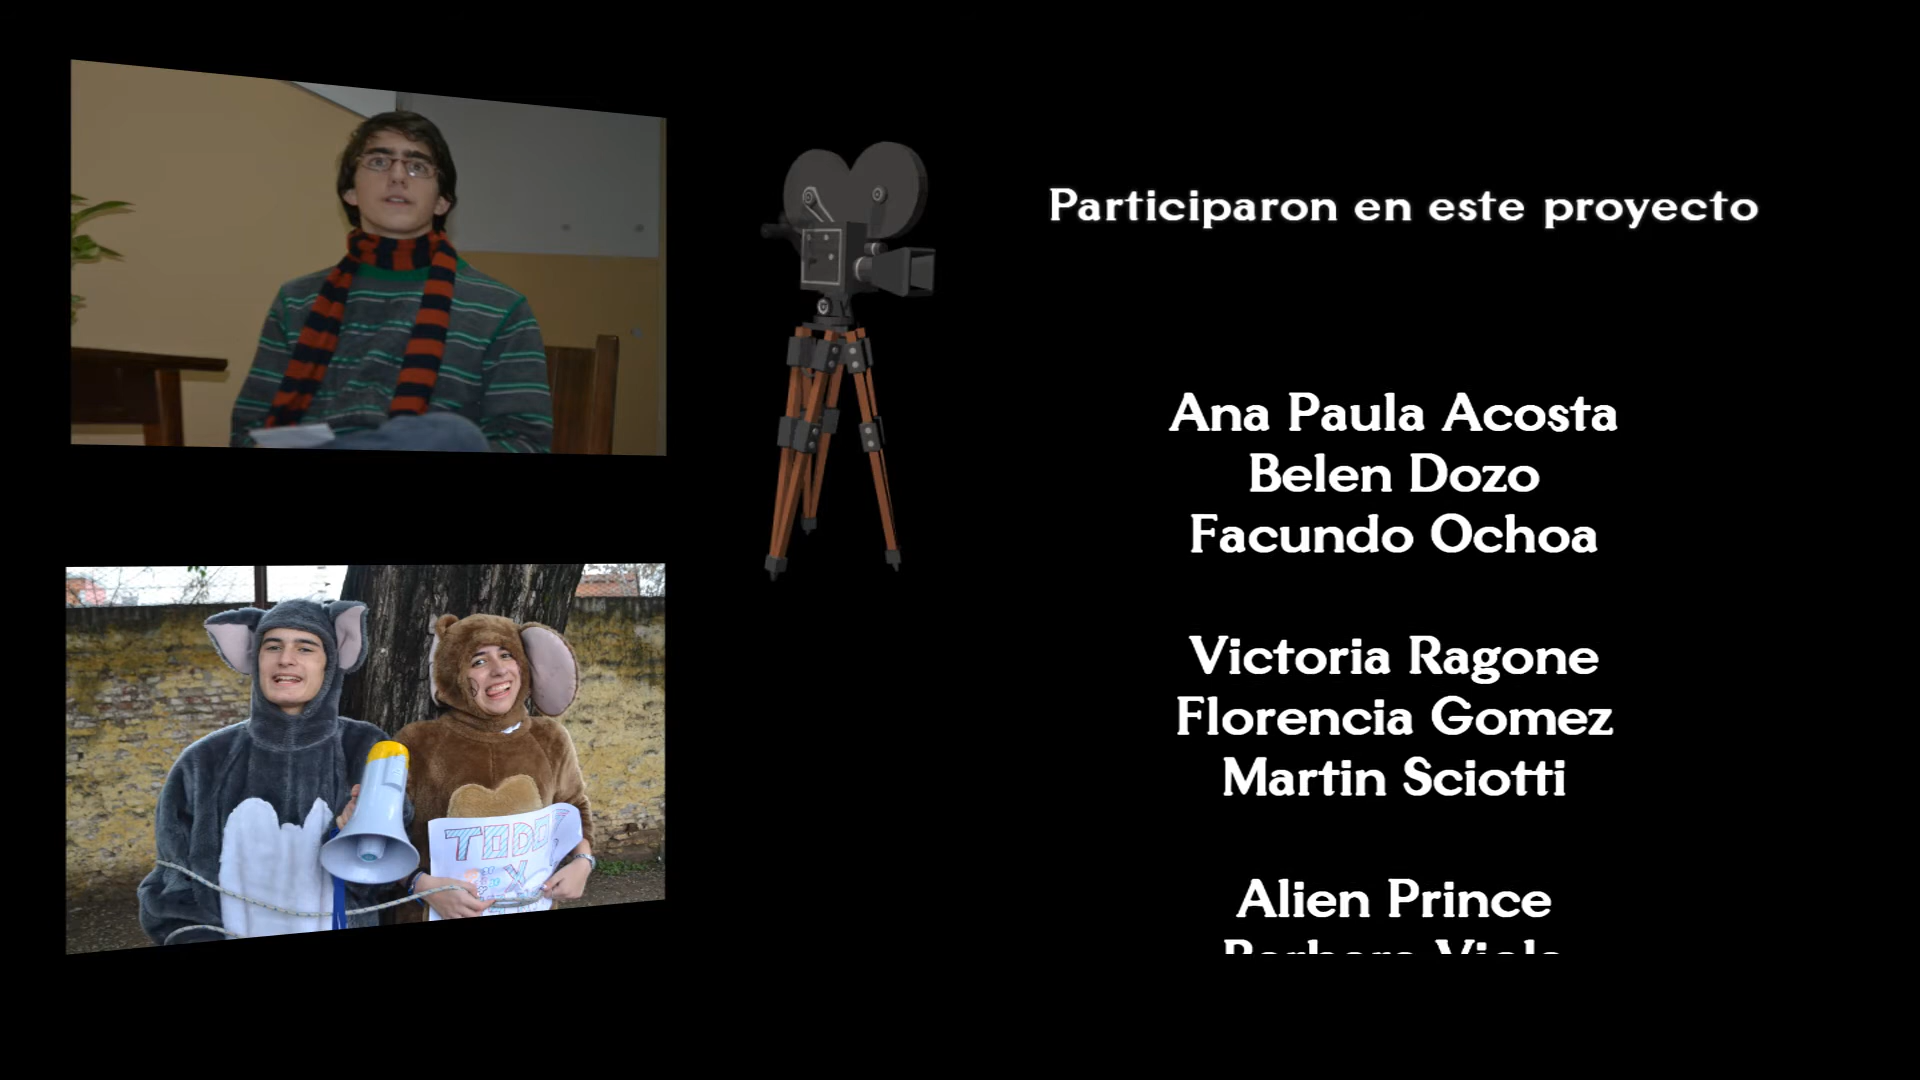 Participaron en este proyecto
Ana Paula Acosta
Belen Dozo
Facundo Ochoa
Victoria Ragone
Florencia Gomez
Martin Sciotti
Alien Prince
TODO
X